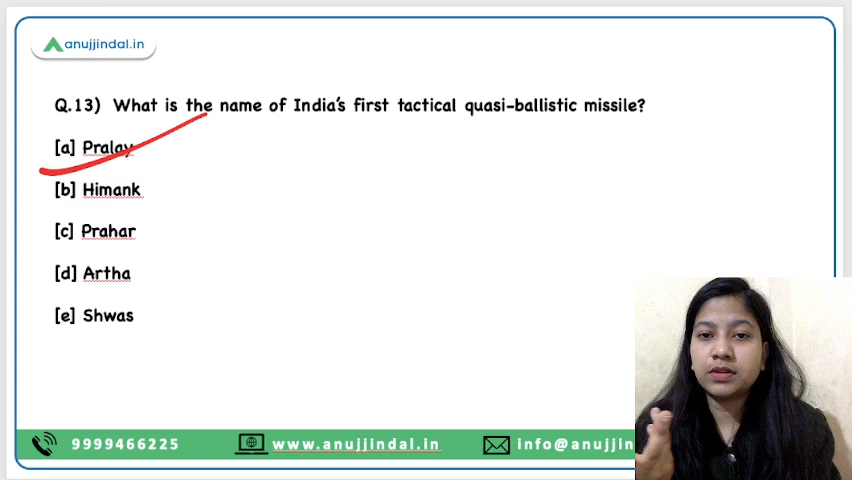 anujjindal.in
Q.13) What is the name of India's first tactical quasi-ballistic missile?
[a] Pralay
[b] Himank
[c] Prahar
[d] Artha
[e] Shwas
9999466225 www.anujjindal.in info@anujjin